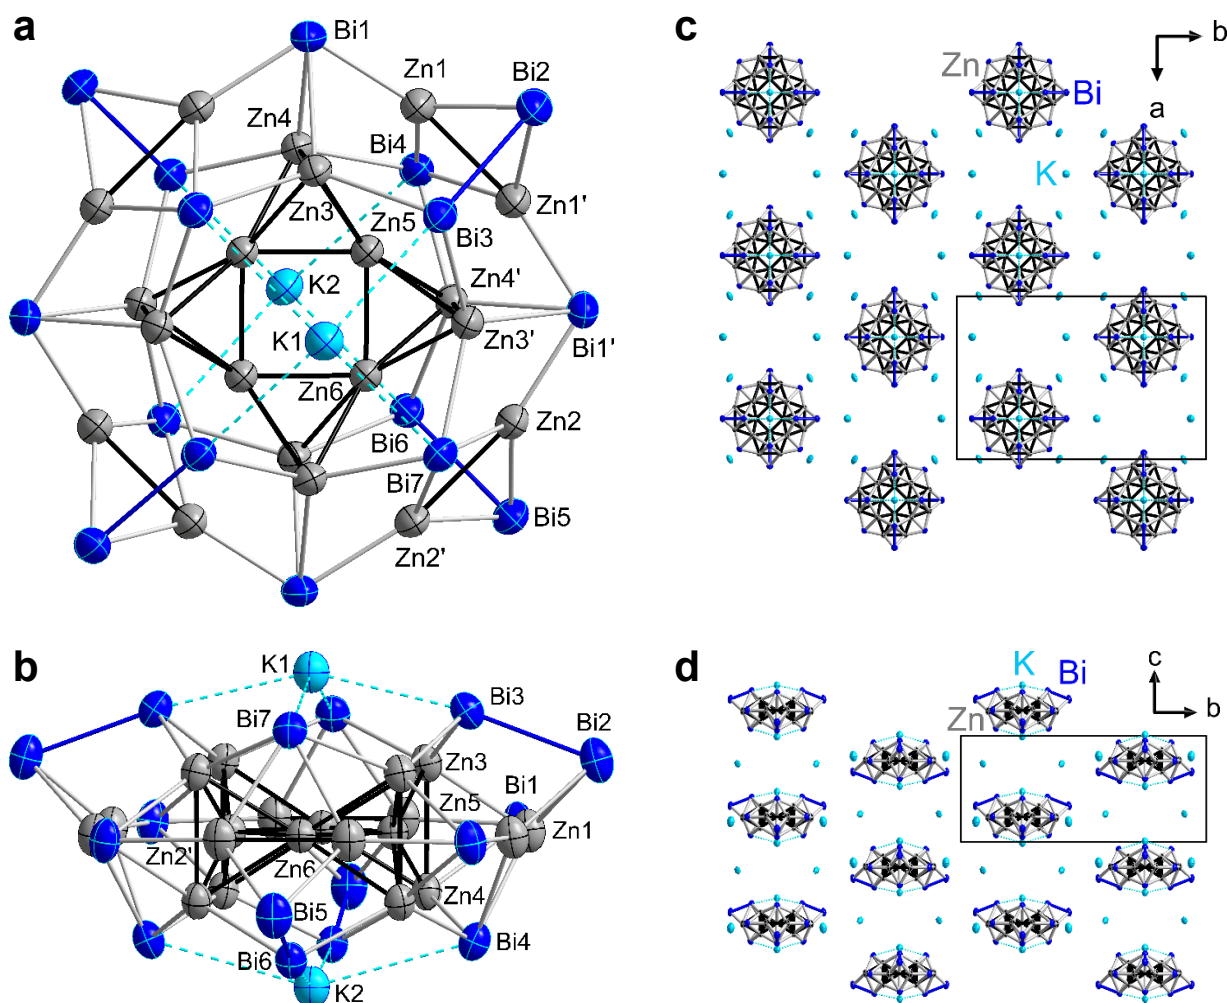 a
Bi1
Zn1
Bi2
Zn4
Bi4
Zn3
Zn5
Zn1'
Bi3
K2
Zn4'
K1
Zn3'
Bi1'
Zn6
Zn2
Bi6
Bi7
Bi5
Zn2'
b
K1
Bi3
Bi7
Bi2
Zn3
Bi1
Zn5
Zn1
Zn2'
Zn6
Zn4
Bi5
Bi4
Bi6
K2
c
b
Zn
Bi
a
K
d
K
Bi
c
Zn
b